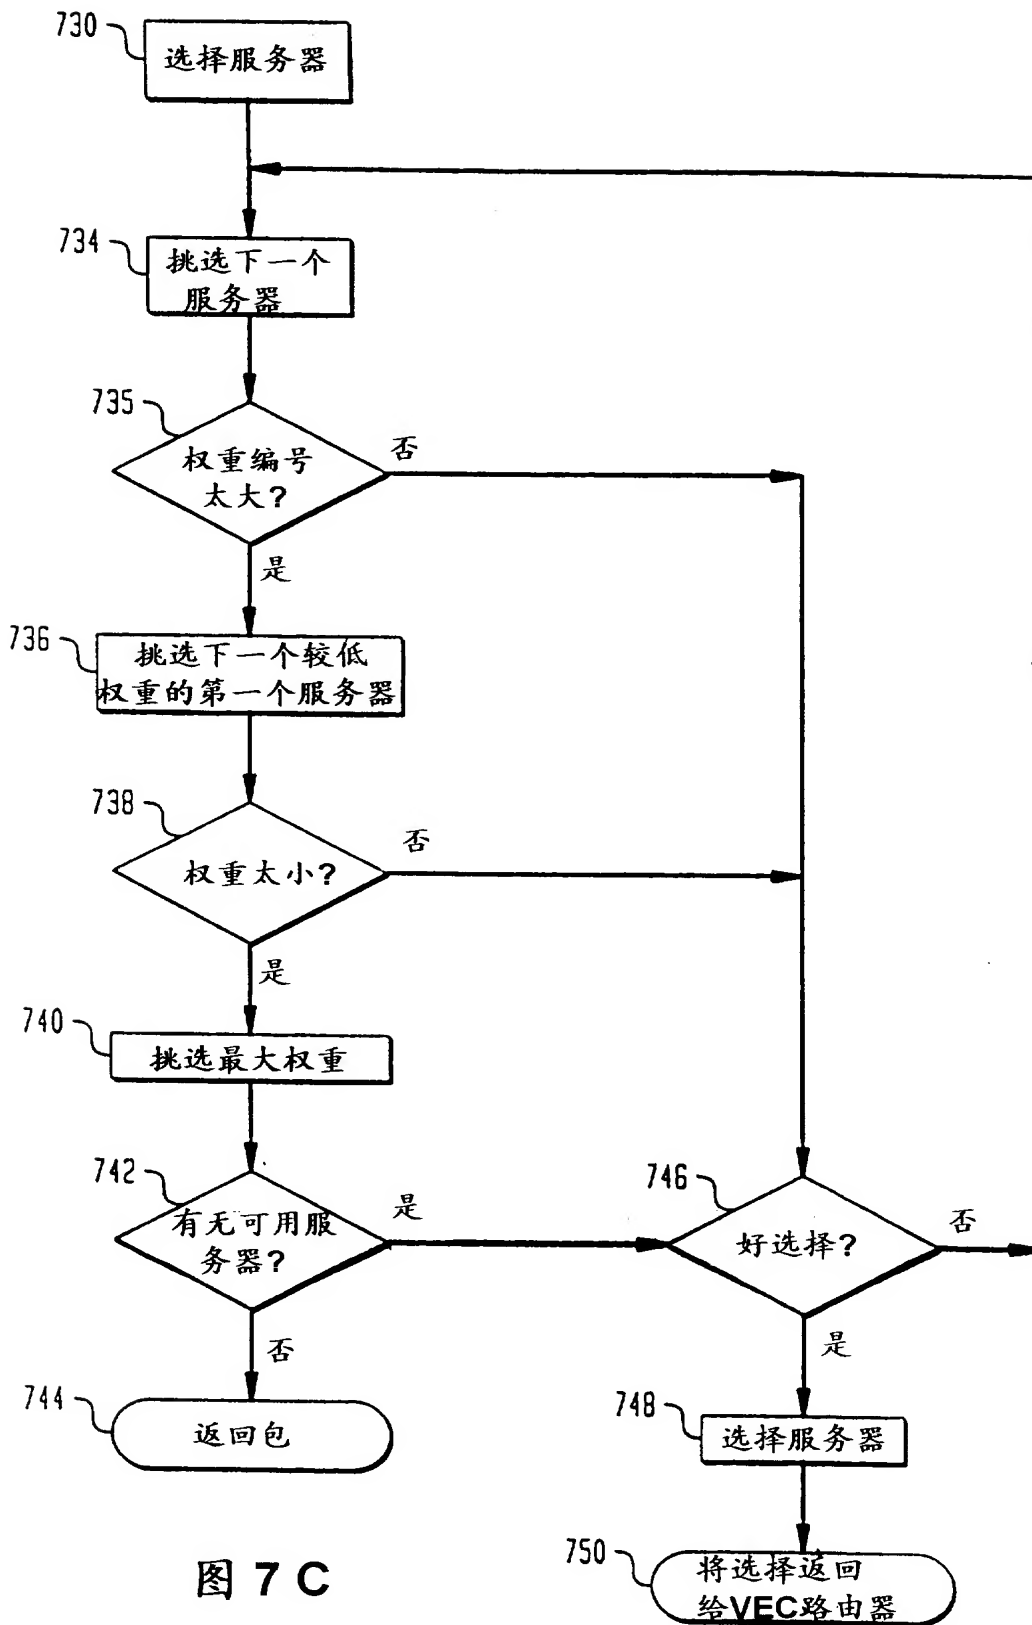 730
选择服务器
734
挑选下一个
服务器
735
权重编号
太大?
否
是
736
挑选下一个较低
权重的第一个服务器
738
权重太小?
否
是
740
挑选最大权重
742
有无可用服
务器?
是
否
744
返回包
746
好选择?
否
是
748
选择服务器
750
将选择返回
给VEC路由器
图 7 C